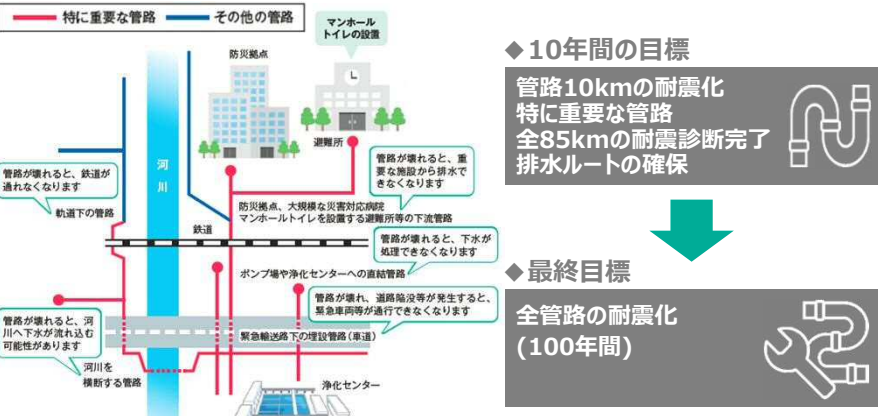 特に重要な管路
その他の管路
マンホール
トイレの設置
防災拠点
避難所
河
川
管路が壊れると、重
要な施設から排水で
きなくなります
管路が壊れると、鉄道が
通れなくなります
軌道下の管路
防災拠点、大規模な災害対応病院
マンホールトイレを設置する避難所等の下流管路
鉄道
管路が壊れると、下水が
処理できなくなります
ポンプ場や浄化センターへの直結管路
管路が壊れ、道路陥没等が発生すると、
緊急車両等が通行できなくなります
管路が壊れると、河
川へ下水が流れ込む
可能性があります
緊急輸送路下の埋設管路(車道)
河川を
横断する管路
浄化センター
◆10年間の目標
管路10kmの耐震化
特に重要な管路
全85kmの耐震診断完了
排水ルートの確保
◆最終目標
全管路の耐震化
(100年間)